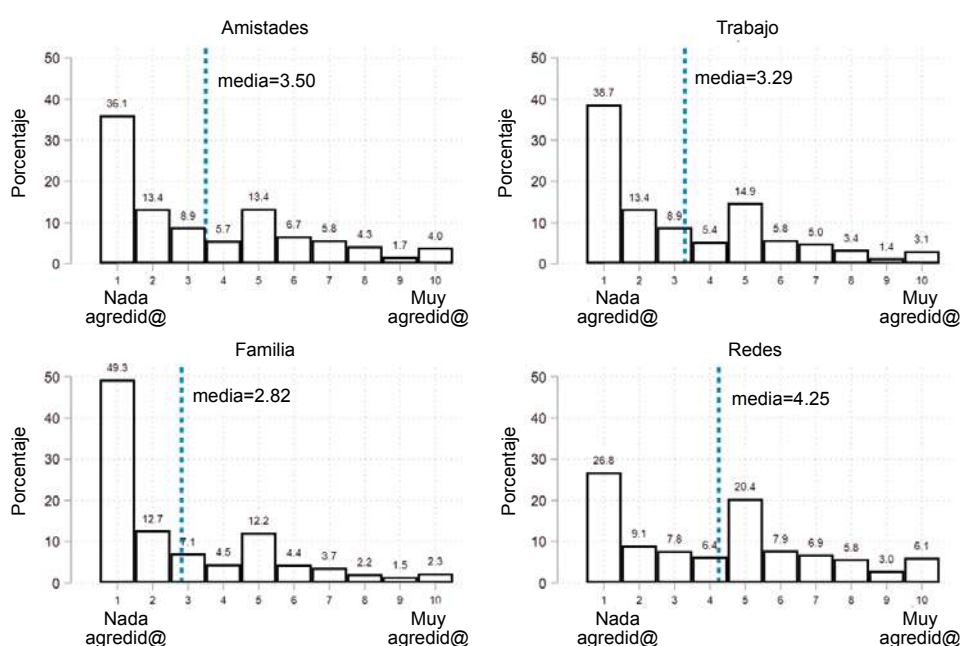 Amistades
media=3.50
Porcentaje
50
40
30
20
10
0
36.1
13.4
8.9
5.7
13.4
6.7
5.8
4.3
1.7
4.0
1 2 3 4 5 6 7 8 9 10
Nada
agredid@
Muy
agredid@
Trabajo
media=3.29
Porcentaje
50
40
30
20
10
0
38.7
13.4
8.9
5.4
14.9
5.8
5.0
3.4
1.4
3.1
1 2 3 4 5 6 7 8 9 10
Nada
agredid@
Muy
agredid@
Familia
media=2.82
Porcentaje
50
40
30
20
10
0
49.3
12.7
7.1
4.5
12.2
4.4
3.7
2.2
1.5
2.3
1 2 3 4 5 6 7 8 9 10
Nada
agredid@
Muy
agredid@
Redes
media=4.25
Porcentaje
50
40
30
20
10
0
26.8
9.1
7.8
6.4
20.4
7.9
6.9
5.8
3.0
6.1
1 2 3 4 5 6 7 8 9 10
Nada
agredid@
Muy
agredid@